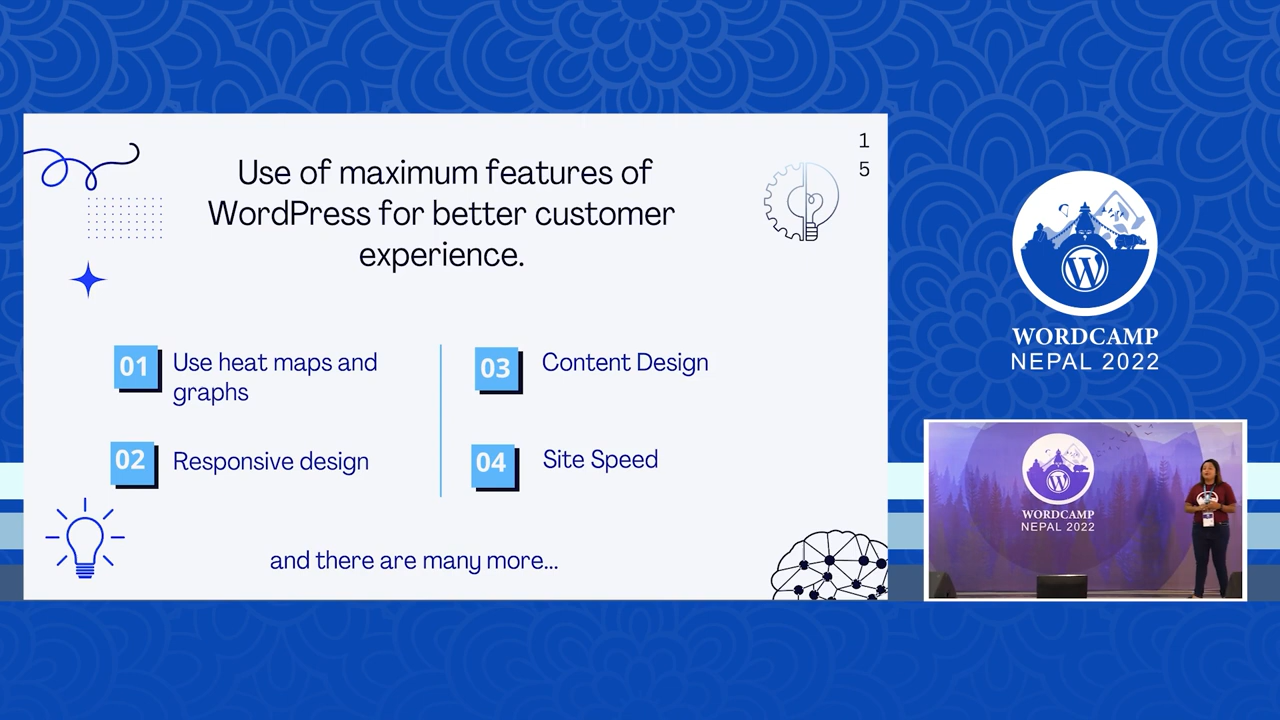 1
5
Use of maximum features of
WordPress for better customer
experience.
01
Use heat maps and
graphs
02
Responsive design
03
Content Design
04
Site Speed
and there are many more...
WORDCAMP
NEPAL 2022
WORDCAMP
NEPAL 2022